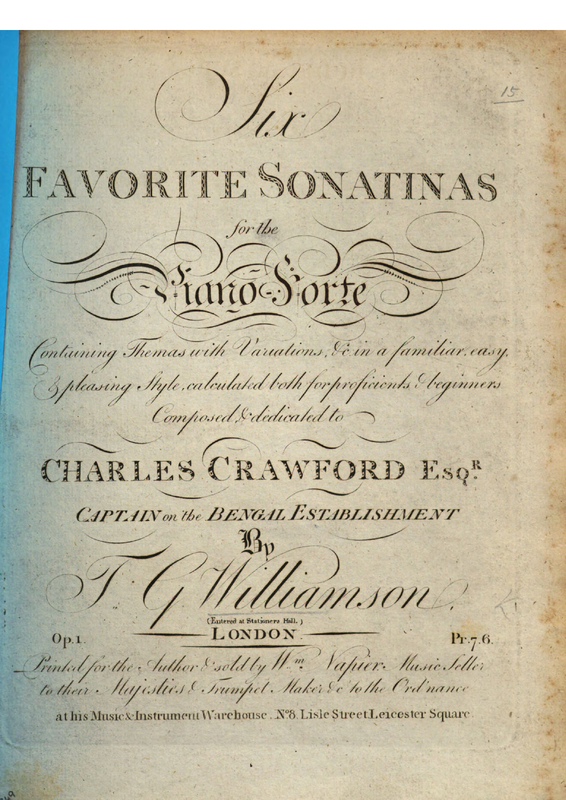 15
Six
FAVORITE SONATINAS
for the
Piano-Forte
Containing Themas with Variations, &c in a familiar, easy,
& pleasing Style, calculated both for proficients & beginners
Composed & dedicated to
CHARLES CRAWFORD ESQR.
CAPTAIN on the BENGAL ESTABLISHMENT
By
T. G. Williamson.
(Entered at Stationers Hall.)
Op.1. LONDON Pr.7.6.
Printed for the Author & sold by Wm. Napier Music Seller
to their Majesties & Trumpet Maker &c to the Ord'nance
at his Music & Instrument Warehouse. No 8. Lisle Street Leicester Square.